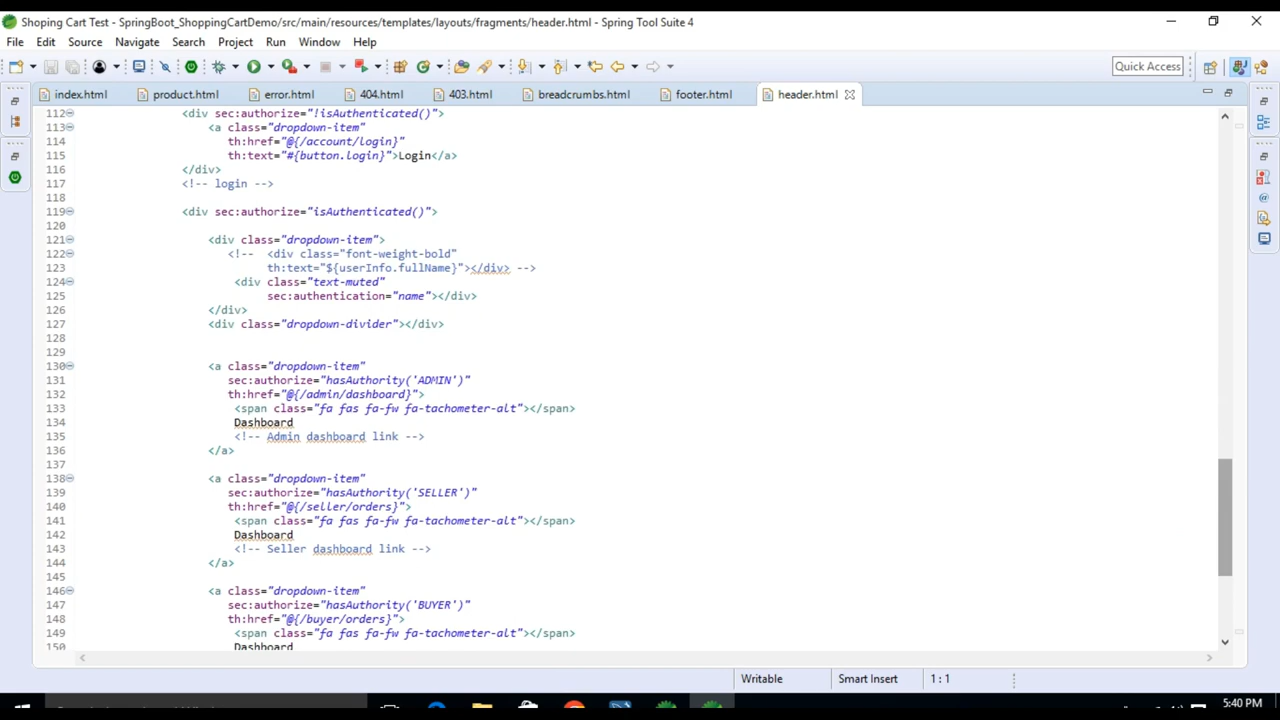 Shoping Cart Test - SpringBoot_ShoppingCartDemo/src/main/resources/templates/layouts/fragments/header.html - Spring Tool Suite 4
File Edit Source Navigate Search Project Run Window Help
Quick Access
index.html product.html error.html 404.html 403.html breadcrumbs.html footer.html header.html
112 <div sec:authorize="!isAuthenticated()">
113 <a class="dropdown-item"
114 th:href="@{/account/login}"
115 th:text="#{button.login}">Login</a>
116 </div>
117 <!-- login -->
118
119 <div sec:authorize="isAuthenticated()">
120
121 <div class="dropdown-item">
122 <!-- <div class="font-weight-bold"
123 th:text="${userInfo.fullName}"></div> -->
124 <div class="text-muted"
125 sec:authentication="name"></div>
126 </div>
127 <div class="dropdown-divider"></div>
128
129
130 <a class="dropdown-item"
131 sec:authorize="hasAuthority('ADMIN')"
132 th:href="@{/admin/dashboard}">
133 <span class="fa fas fa-fw fa-tachometer-alt"></span>
134 Dashboard
135 <!-- Admin dashboard link -->
136 </a>
137
138 <a class="dropdown-item"
139 sec:authorize="hasAuthority('SELLER')"
140 th:href="@{/seller/orders}">
141 <span class="fa fas fa-fw fa-tachometer-alt"></span>
142 Dashboard
143 <!-- Seller dashboard link -->
144 </a>
145
146 <a class="dropdown-item"
147 sec:authorize="hasAuthority('BUYER')"
148 th:href="@{/buyer/orders}">
149 <span class="fa fas fa-fw fa-tachometer-alt"></span>
150 Dashboard
Writable Smart Insert 1 : 1
5:40 PM